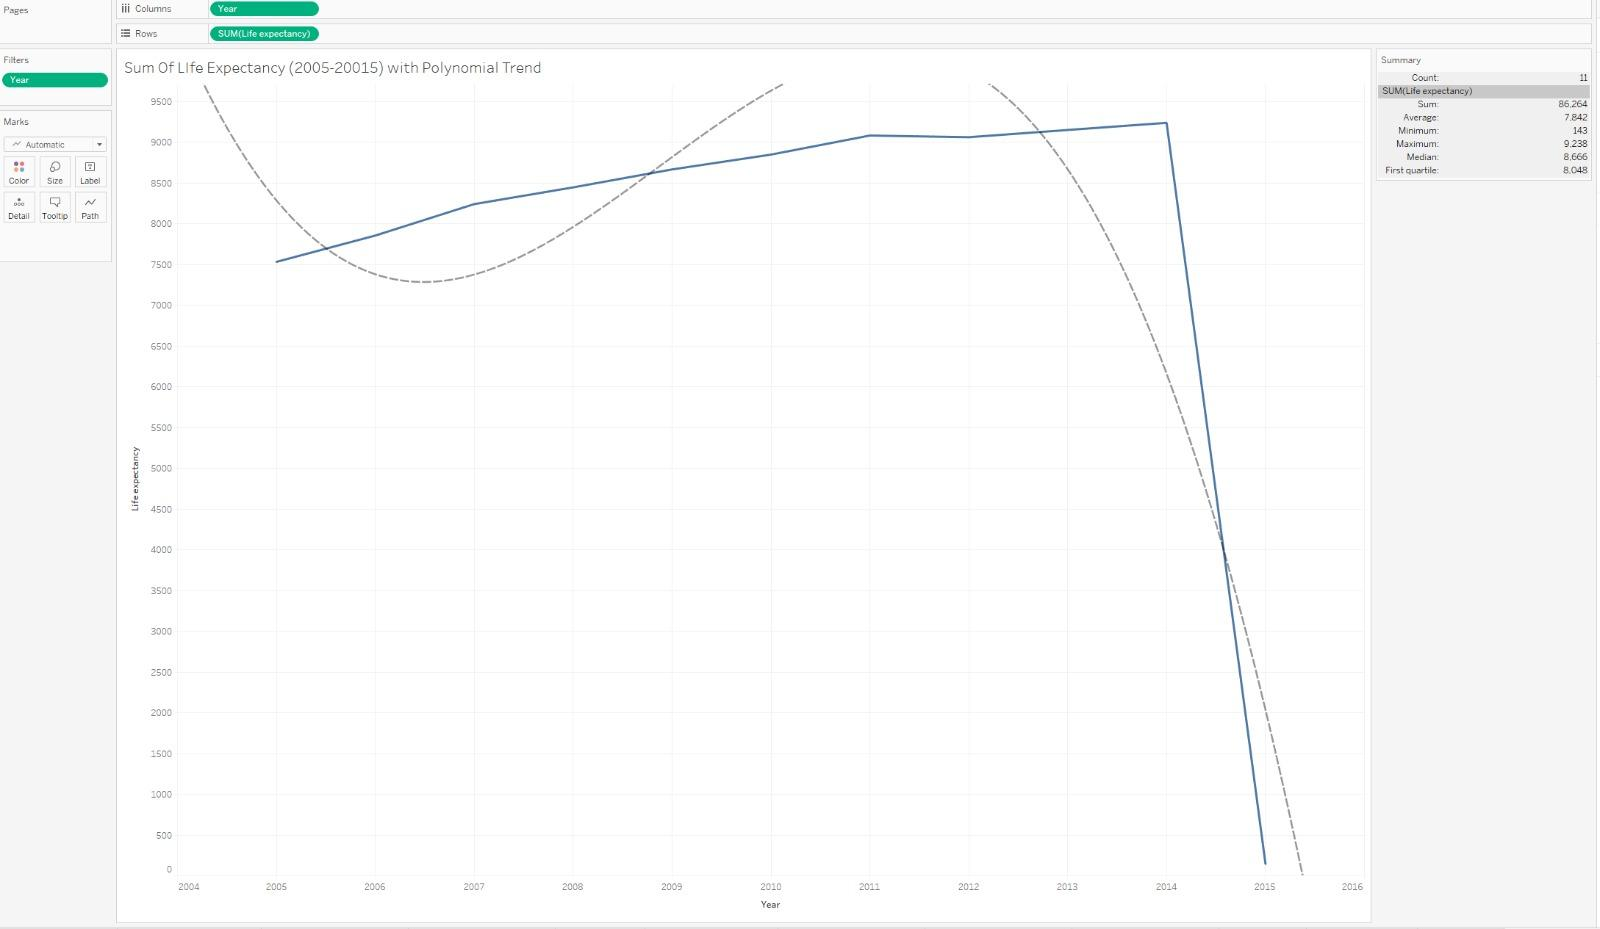 Pages
Columns
Year
Rows
SUM(Life expectancy)
Filters
Year
Marks
Automatic
Color
Size
Label
Detail
Tooltip
Path
Sum Of LIfe Expectancy (2005-20015) with Polynomial Trend
9500
9000
8500
8000
7500
7000
6500
6000
5500
5000
4500
4000
3500
3000
2500
2000
1500
1000
500
0
Life expectancy
2004 2005 2006 2007 2008 2009 2010 2011 2012 2013 2014 2015 2016
Year
Summary
Count: 11
SUM(Life expectancy)
Sum: 86,264
Average: 7,842
Minimum: 143
Maximum: 9,238
Median: 8,666
First quartile: 8,048